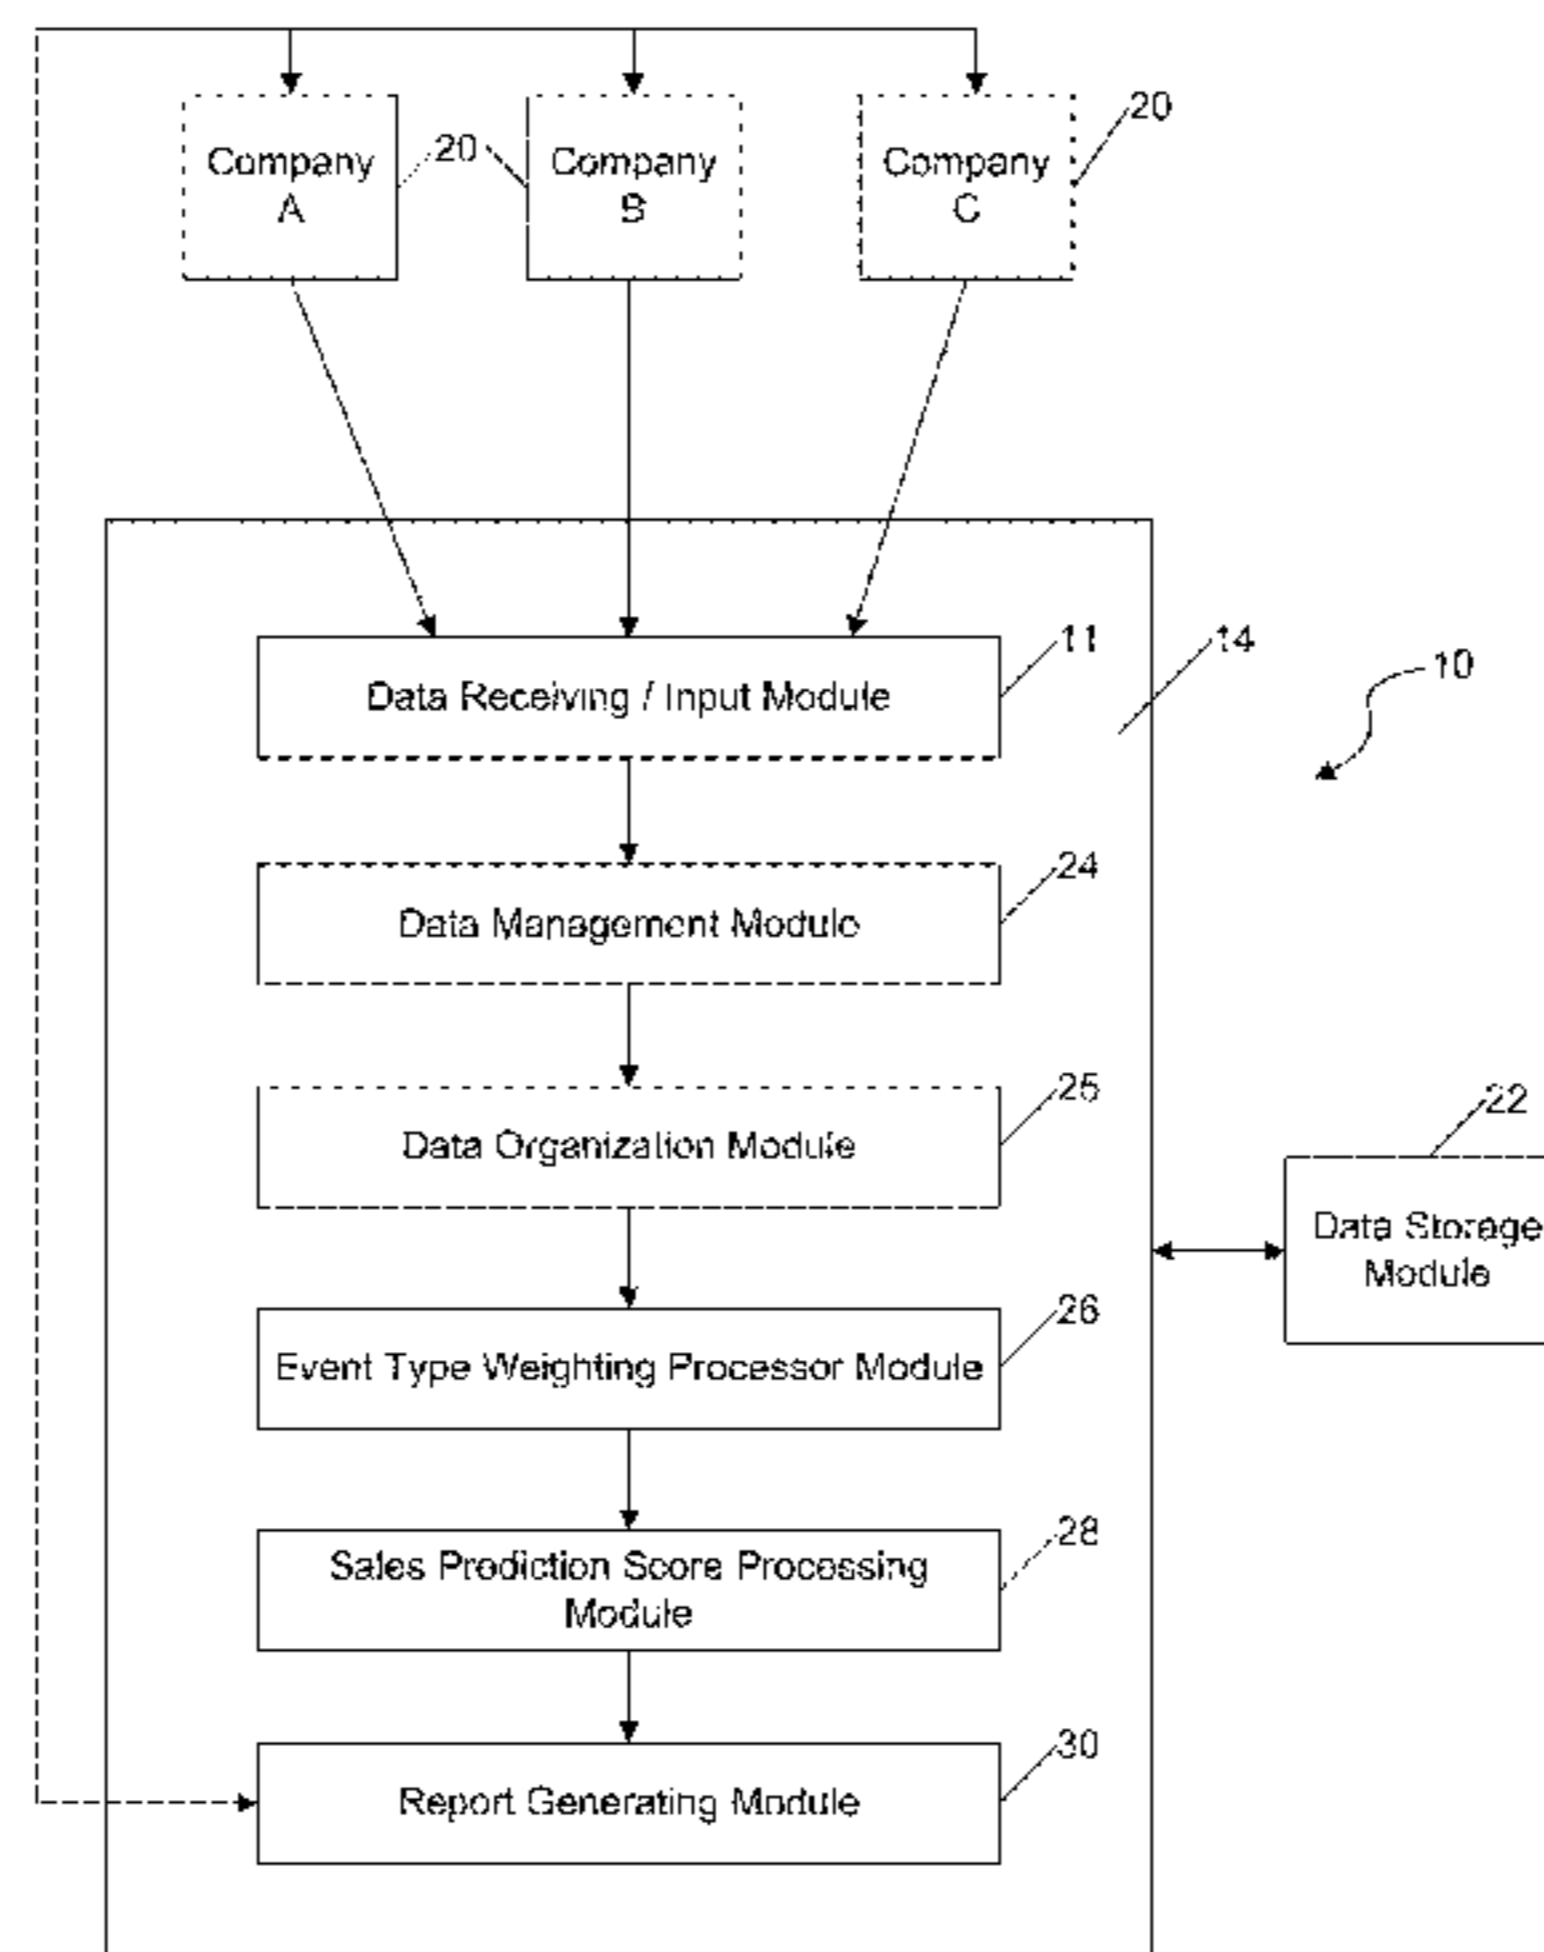 Company
A
20
Company
B
Company
C
20
Data Receiving / Input Module
11
14
10
Data Management Module
24
Data Organization Module
25
22
Data Storage
Module
Event Type Weighting Processor Module
26
Sales Prediction Score Processing
Module
28
Report Generating Module
30